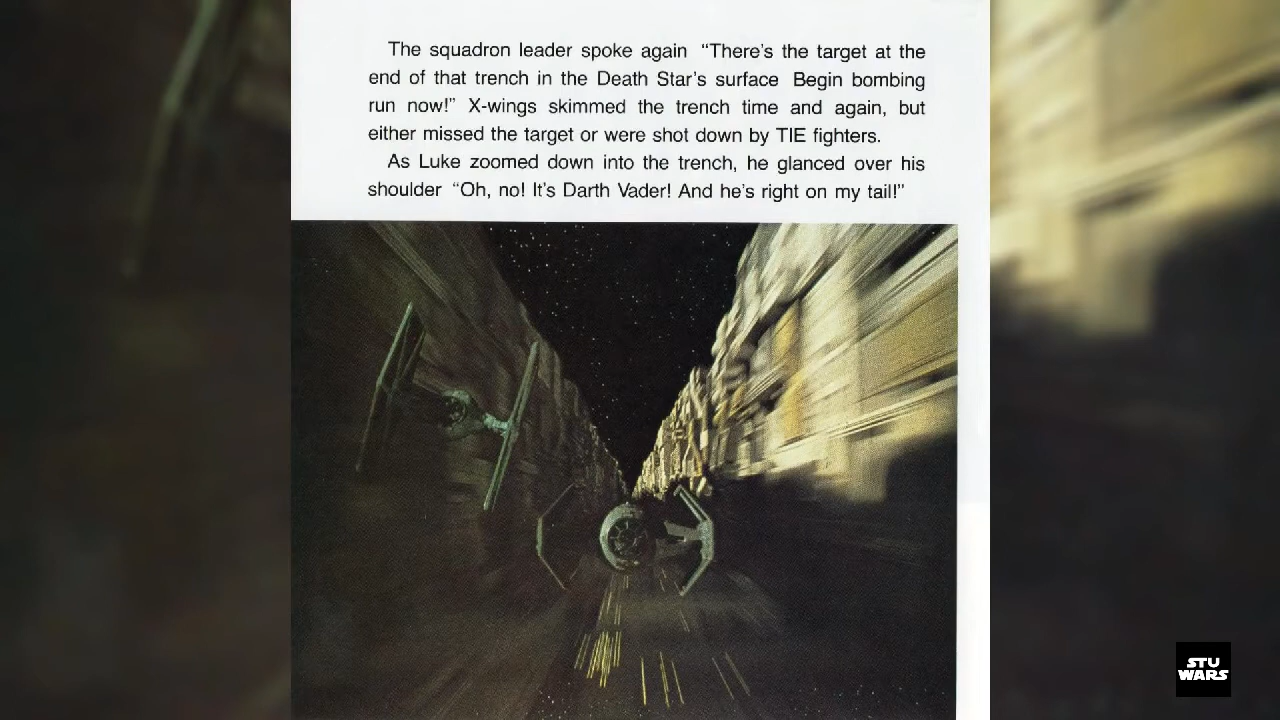 The squadron leader spoke again “There’s the target at the
end of that trench in the Death Star’s surface Begin bombing
run now!” X-wings skimmed the trench time and again, but
either missed the target or were shot down by TIE fighters.
As Luke zoomed down into the trench, he glanced over his
shoulder “Oh, no! It’s Darth Vader! And he’s right on my tail!”
STU
WARS